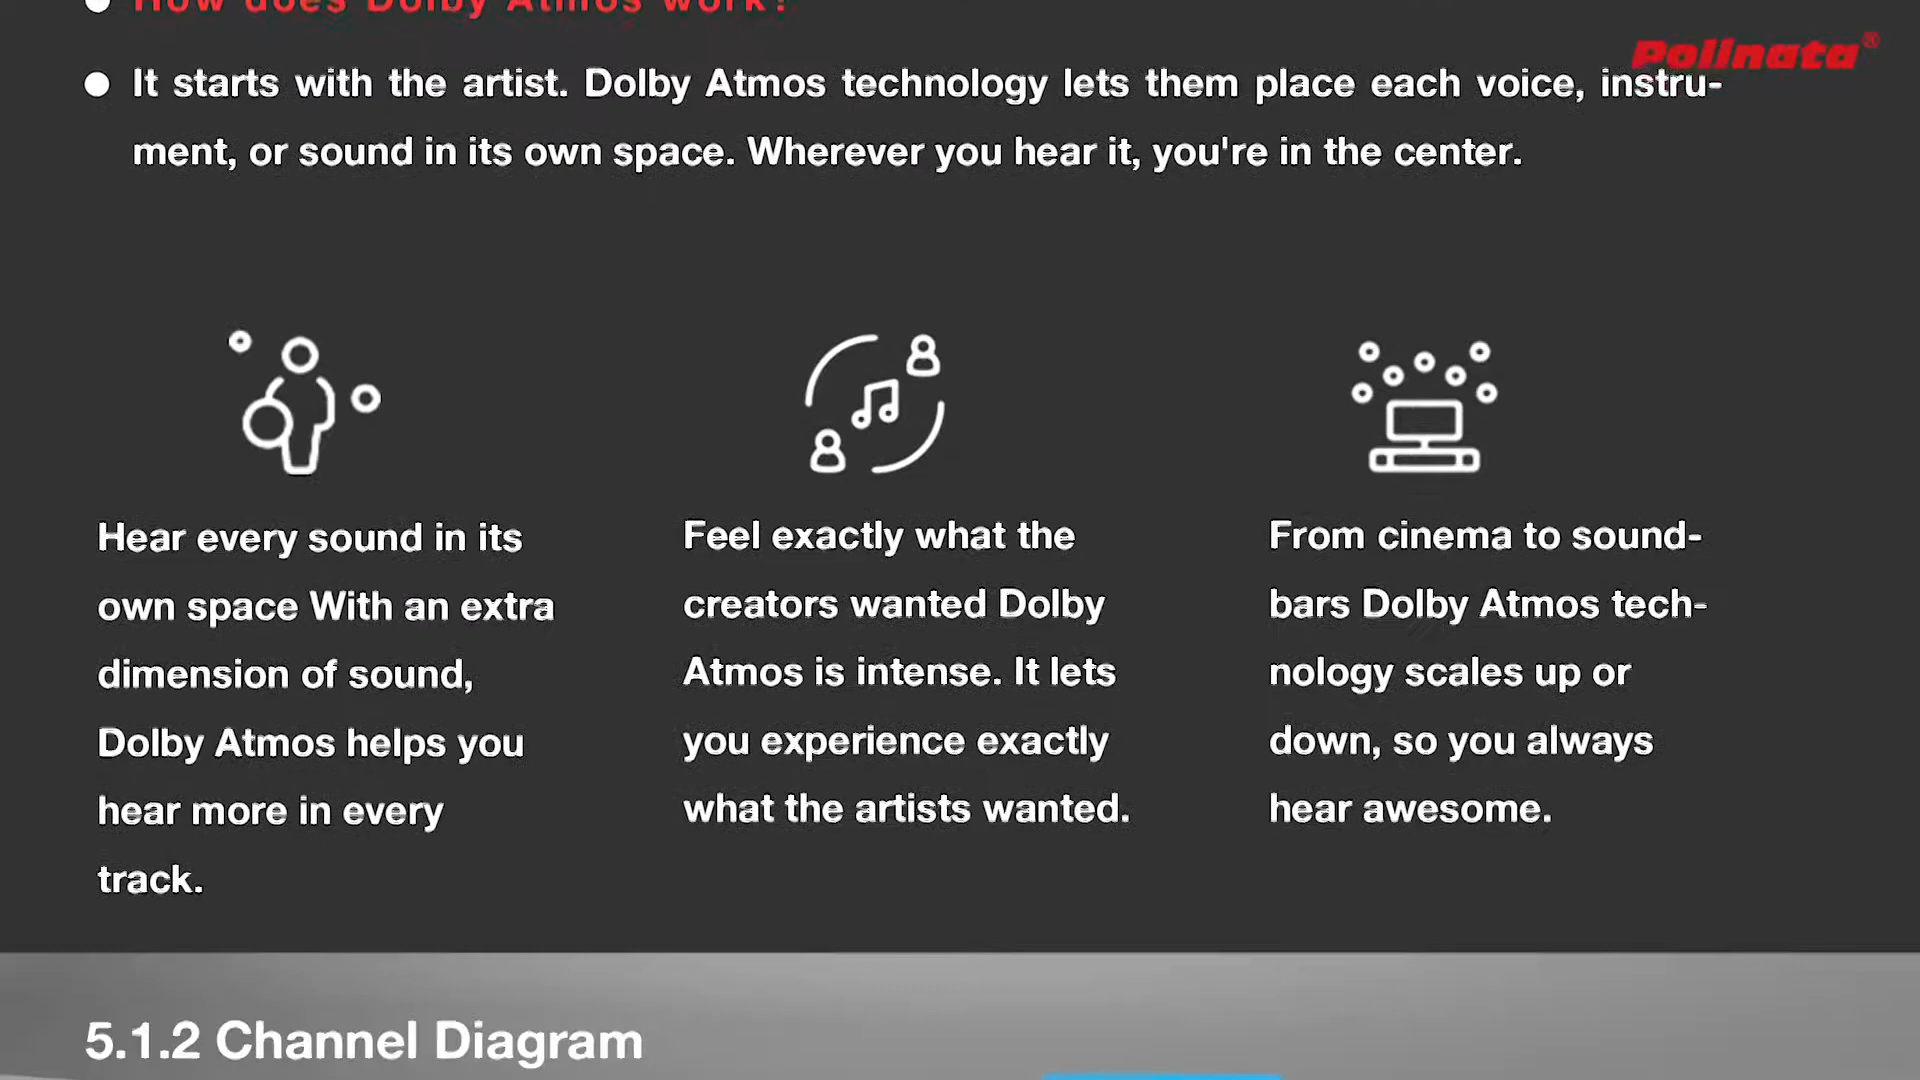 How does Dolby Atmos work?
Polinata®
It starts with the artist. Dolby Atmos technology lets them place each voice, instru-
ment, or sound in its own space. Wherever you hear it, you're in the center.
Hear every sound in its
own space With an extra
dimension of sound,
Dolby Atmos helps you
hear more in every
track.
Feel exactly what the
creators wanted Dolby
Atmos is intense. It lets
you experience exactly
what the artists wanted.
From cinema to sound-
bars Dolby Atmos tech-
nology scales up or
down, so you always
hear awesome.
5.1.2 Channel Diagram